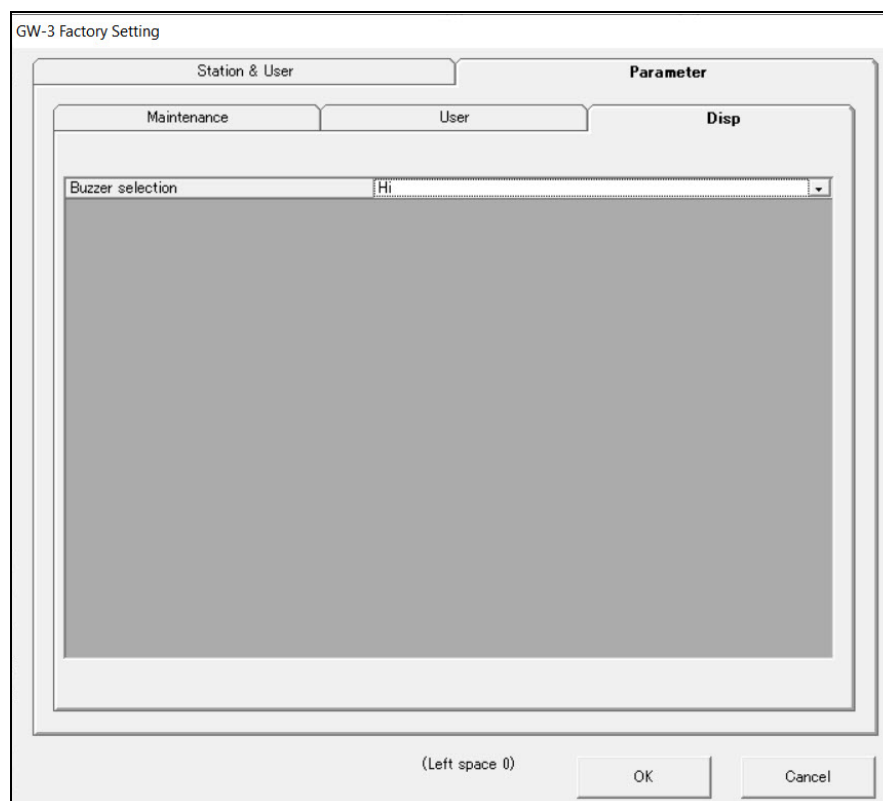 GW-3 Factory Setting
Station & User
Parameter
Maintenance
User
Disp
Buzzer selection
Hi
(Left space 0)
OK
Cancel